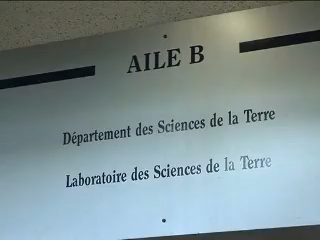 AILE B
Département des Sciences de la Terre
Laboratoire des Sciences de la Terre